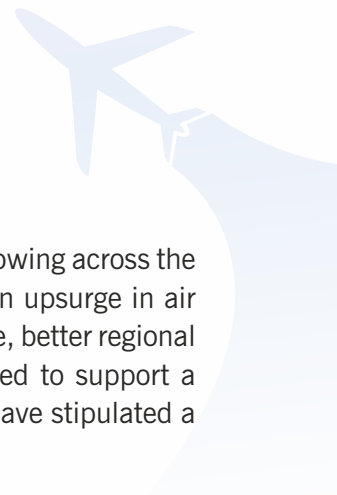 owing across the
n upsurge in air
e, better regional
ed to support a
ave stipulated a